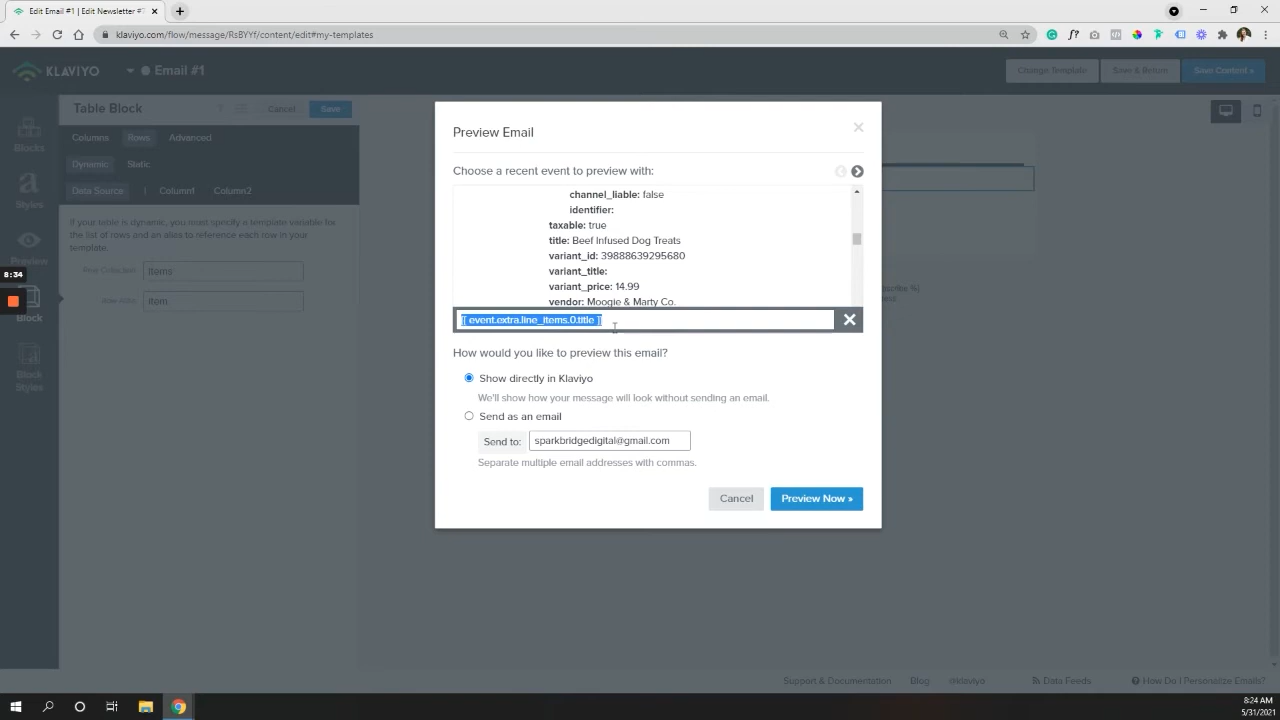 Edit Email #1 | Edit Newsletter
klaviyo.com/flow/message/RsBYYf/content/edit#my-templates
KLAVIYO
Email #1
Change Template
Save & Return
Save Content »
Table Block
Cancel
Save
Columns
Rows
Advanced
Dynamic
Static
Data Source
Column1
Column2
If your table is dynamic, you must specify a template variable for
the list of rows and an alias to reference each row in your
template.
Row Collection:
items
Row Alias:
item
Blocks
Styles
Preview
8:34
Block
Block
Styles
Preview Email
Choose a recent event to preview with:
channel_liable: false
identifier:
taxable: true
title: Beef Infused Dog Treats
variant_id: 39888639295680
variant_title:
variant_price: 14.99
vendor: Moogie & Marty Co.
event.extra.line_items.0.title
How would you like to preview this email?
Show directly in Klaviyo
We'll show how your message will look without sending an email.
Send as an email
Send to: sparkbridgedigital@gmail.com
Separate multiple email addresses with commas.
Cancel
Preview Now »
Support & Documentation
Blog
@klaviyo
Data Feeds
How Do I Personalize Emails?
8:24 AM
5/31/2021